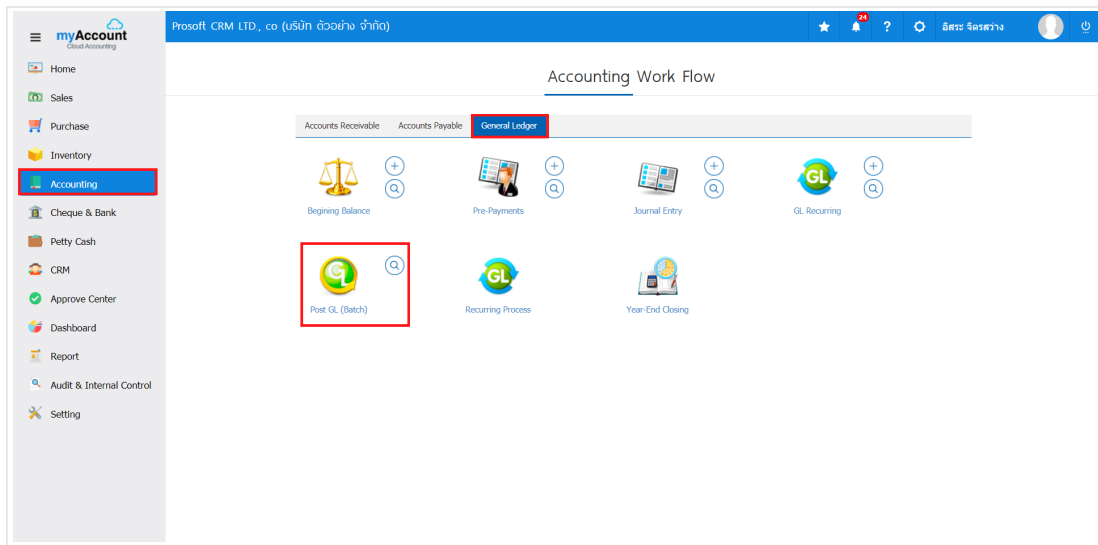 myAccount
Cloud Accounting
Prosoft CRM LTD., co (บริษัท ตัวอย่าง จำกัด)
24
?
อิสระ จิตรสว่าง
Home
Sales
Purchase
Inventory
Accounting
Cheque & Bank
Petty Cash
CRM
Approve Center
Dashboard
Report
Audit & Internal Control
Setting
Accounting Work Flow
Accounts Receivable Accounts Payable General Ledger
GL
Begining Balance Pre-Payments Journal Entry GL Recurring
GL
Post GL (Batch) Recurring Process Year-End Closing